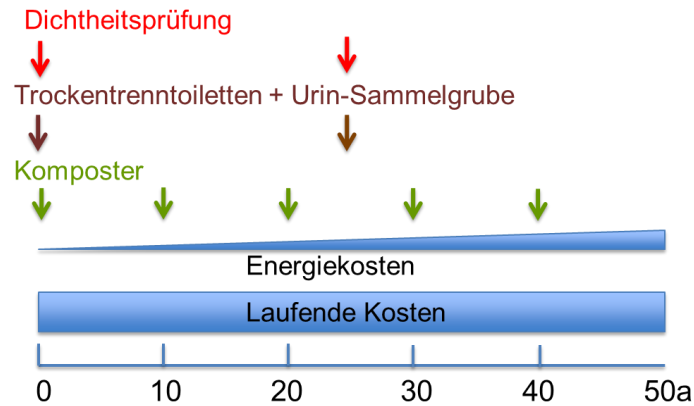 Dichtheitsprüfung
Trockentrenntoiletten + Urin-Sammelgrube
Komposter
Energiekosten
Laufende Kosten
0 10 20 30 40 50a